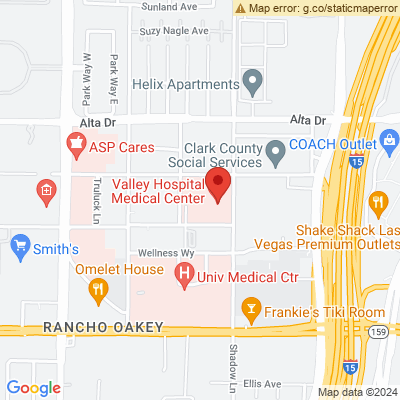 Sunland Ave
Map error: g.co/staticmaperror
Suzy Nagle Ave
Park Way W
Park Way E
Helix Apartments
Alta Dr
Alta Dr
ASP Cares
Clark County
Social Services
COACH Outlet
15
Valley Hospital
Medical Center
Truluck Ln
Shake Shack Las
Vegas Premium Outlets
Smith's
Wellness Wy
Omelet House
H
Univ Medical Ctr
Frankie's Tiki Room
RANCHO OAKEY
159
Shadow Ln
15
Google
Ellis Ave
Map data ©2024